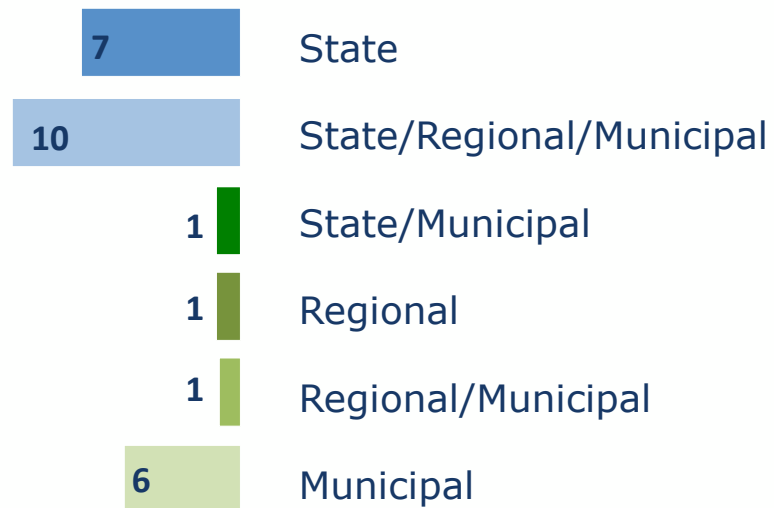 7 State
10 State/Regional/Municipal
1 State/Municipal
1 Regional
1 Regional/Municipal
6 Municipal